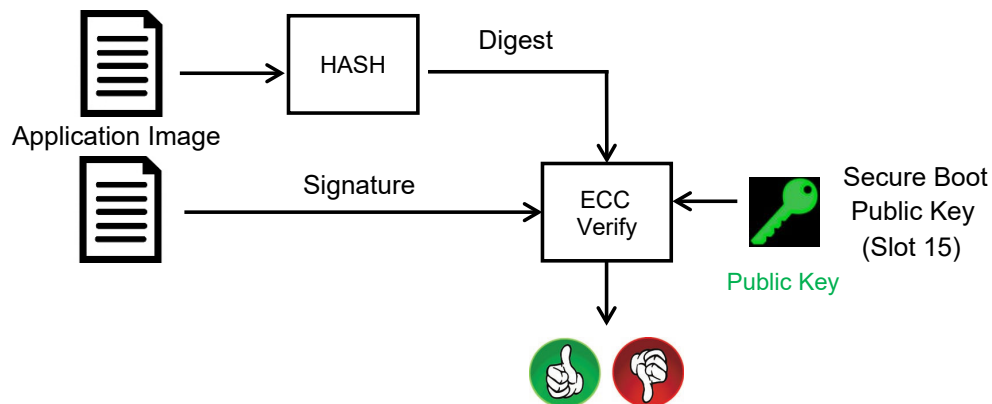 Digest
HASH
Application Image
Signature
ECC
Verify
Secure Boot
Public Key
(Slot 15)
Public Key